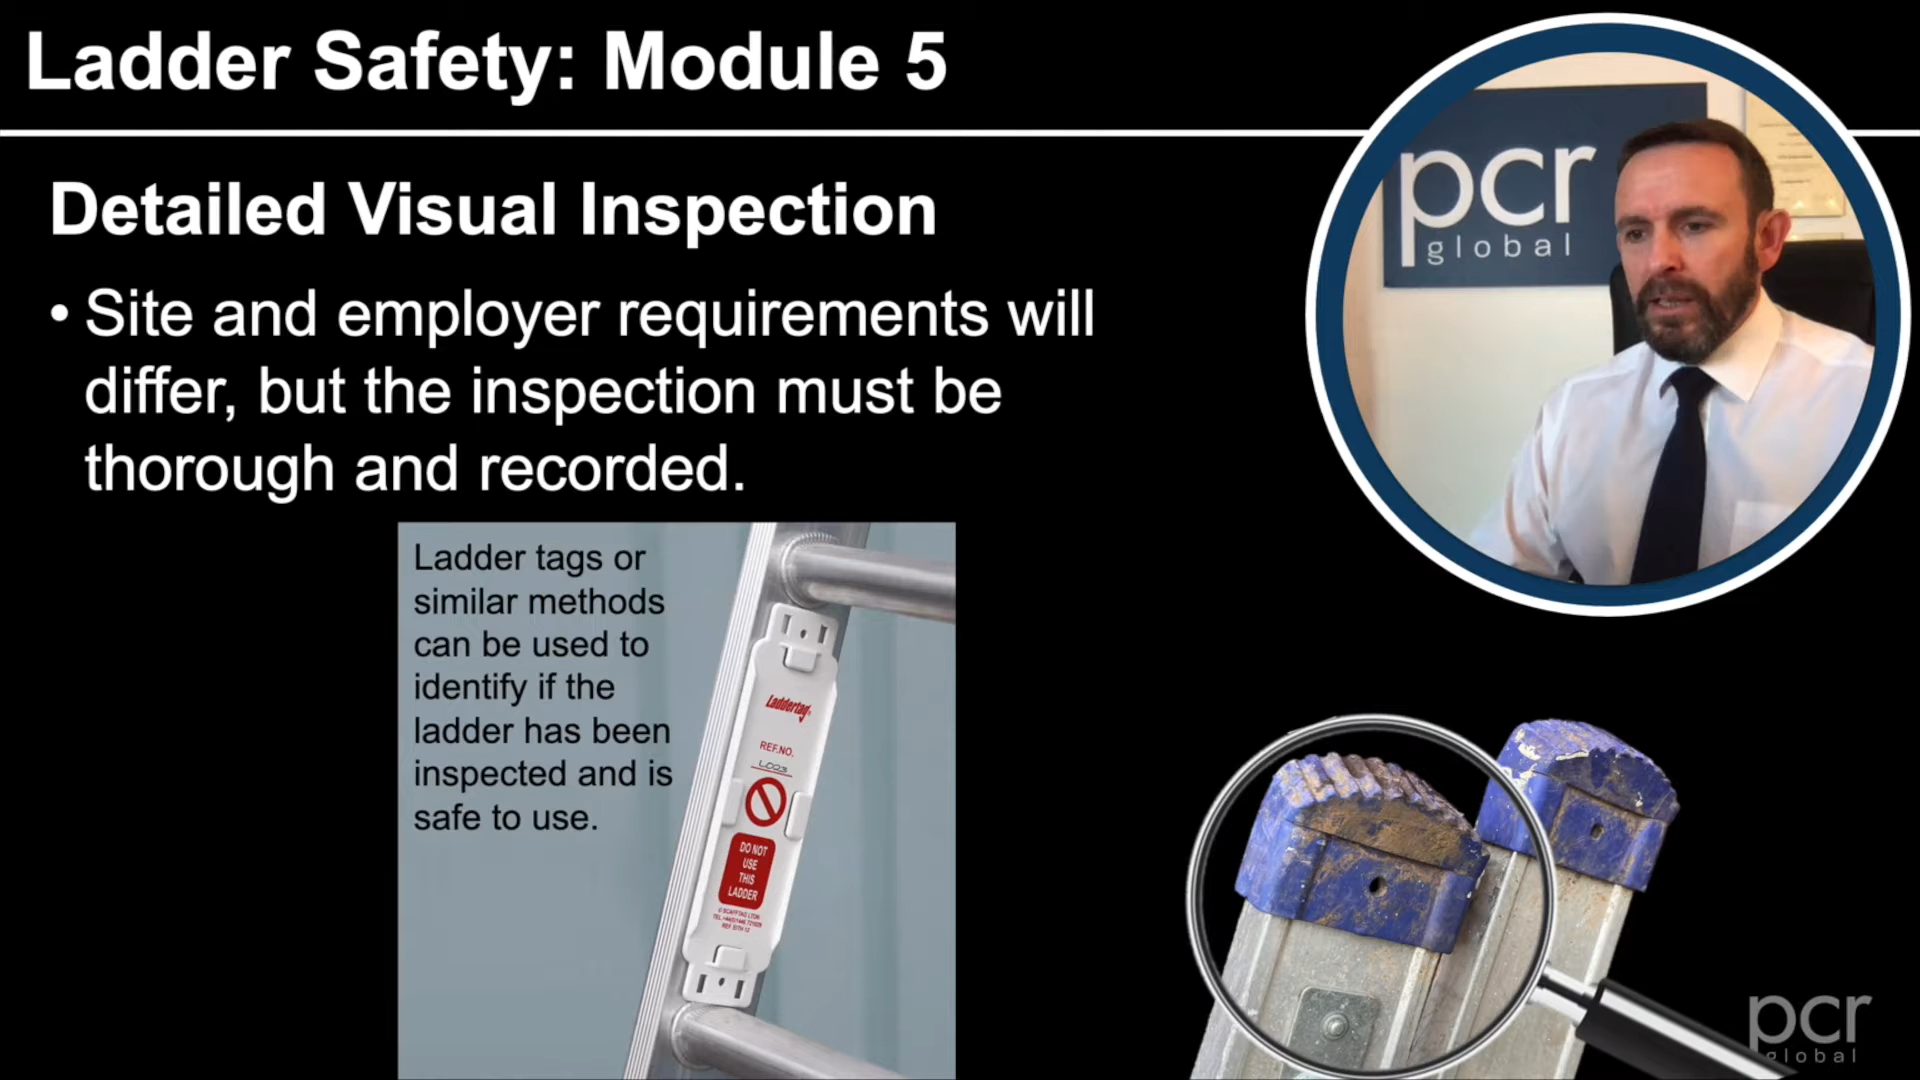 Ladder Safety: Module 5
Detailed Visual Inspection
• Site and employer requirements will
differ, but the inspection must be
thorough and recorded.
Ladder tags or
similar methods
can be used to
identify if the
ladder has been
inspected and is
safe to use.
Laddertag
REF.NO.
DO NOT
USE
THIS
LADDER
pcr
global
pcr
global